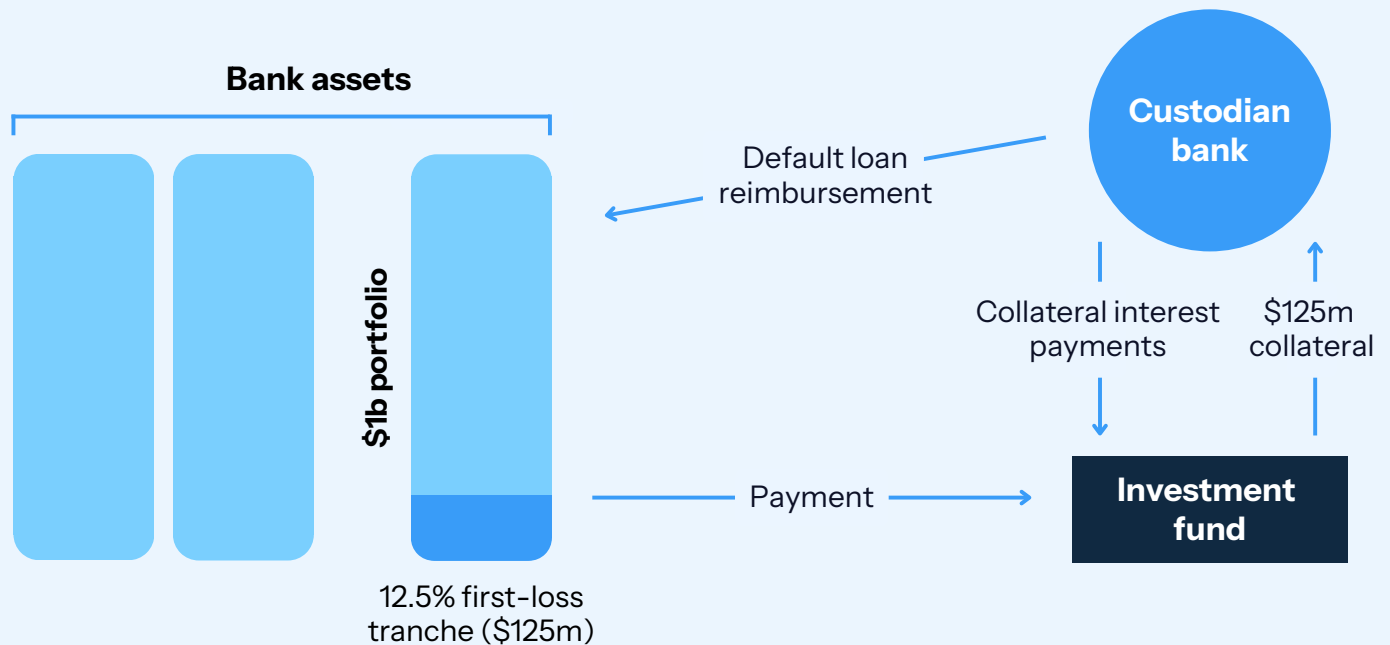 Bank assets
Custodian
bank
Default loan
reimbursement
Collateral interest
payments
$125m
collateral
$1b portfolio
Payment
Investment
fund
12.5% first-loss
tranche ($125m)